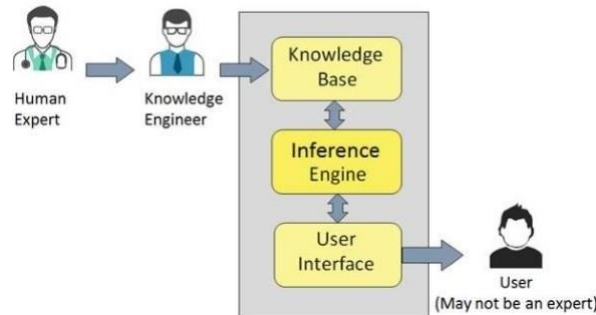 Human
Expert
Knowledge
Engineer
Knowledge
Base
Inference
Engine
User
Interface
User
(May not be an expert)